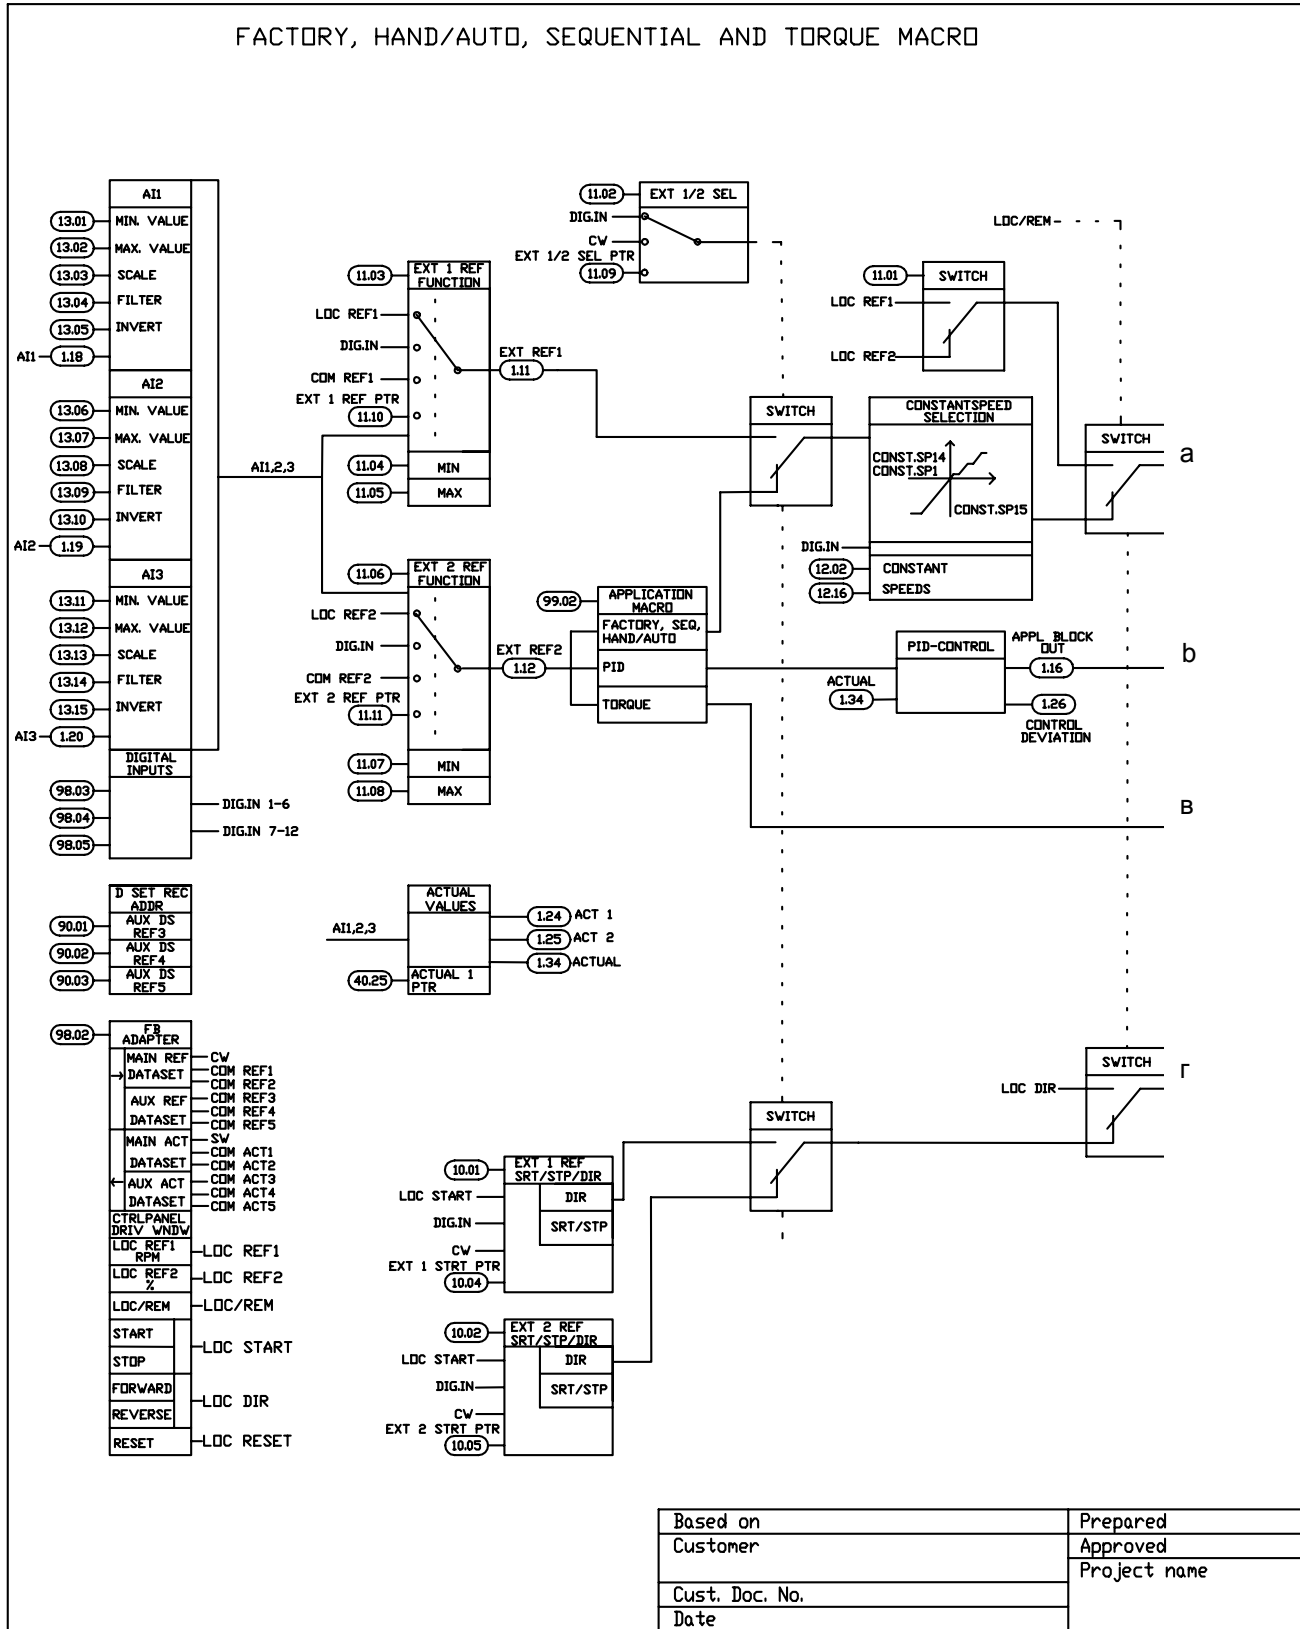 FACTORY, HAND/AUTO, SEQUENTIAL AND TORQUE MACRO
AI1
13.01 MIN. VALUE
13.02 MAX. VALUE
13.03 SCALE
13.04 FILTER
13.05 INVERT
AI1 1.18
AI2
13.06 MIN. VALUE
13.07 MAX. VALUE
13.08 SCALE
13.09 FILTER
13.10 INVERT
AI2 1.19
AI3
13.11 MIN. VALUE
13.12 MAX. VALUE
13.13 SCALE
13.14 FILTER
13.15 INVERT
AI3 1.20
DIGITAL
INPUTS
98.03
98.04
98.05
DIG.IN 1-6
DIG.IN 7-12
AI1,2,3
11.03 EXT 1 REF
FUNCTION
LOC REF1
DIG.IN
COM REF1
EXT 1 REF PTR
11.10
11.04 MIN
11.05 MAX
EXT REF1
1.11
11.06 EXT 2 REF
FUNCTION
LOC REF2
DIG.IN
COM REF2
EXT 2 REF PTR
11.11
11.07 MIN
11.08 MAX
EXT REF2
1.12
11.02 EXT 1/2 SEL
DIG.IN
CW
EXT 1/2 SEL PTR
11.09
99.02 APPLICATION
MACRO
FACTORY, SEQ,
HAND/AUTO
PID
TORQUE
SWITCH
LOC/REM
11.01 SWITCH
LOC REF1
LOC REF2
CONSTANTSPEED
SELECTION
CONST.SP14
CONST.SP1
CONST.SP15
DIG.IN
12.02 CONSTANT
12.16 SPEEDS
SWITCH
а
PID-CONTROL
ACTUAL
1.34
APPL BLOCK
OUT
1.16
1.26
CONTROL
DEVIATION
b
в
D SET REC
ADDR
90.01 AUX DS
REF3
90.02 AUX DS
REF4
90.03 AUX DS
REF5
AI1,2,3
ACTUAL
VALUES
40.25 ACTUAL 1
PTR
1.24 ACT 1
1.25 ACT 2
1.34 ACTUAL
98.02 FB
ADAPTER
MAIN REF
DATASET
CW
COM REF1
COM REF2
AUX REF
DATASET
COM REF3
COM REF4
COM REF5
MAIN ACT
DATASET
SW
COM ACT1
COM ACT2
AUX ACT
DATASET
COM ACT3
COM ACT4
COM ACT5
CTRLPANEL
DRIV WNDW
LOC REF1
RPM
LOC REF1
LOC REF2
%
LOC REF2
LOC/REM LOC/REM
START
STOP
LOC START
FORWARD
REVERSE
LOC DIR
RESET LOC RESET
10.01 EXT 1 REF
SRT/STP/DIR
LOC START
DIR
DIG.IN
SRT/STP
CW
EXT 1 STRT PTR
10.04
10.02 EXT 2 REF
SRT/STP/DIR
LOC START
DIR
DIG.IN
SRT/STP
CW
EXT 2 STRT PTR
10.05
SWITCH
LOC DIR
SWITCH
г
Based on
Customer
Cust. Doc. No.
Date
Prepared
Approved
Project name